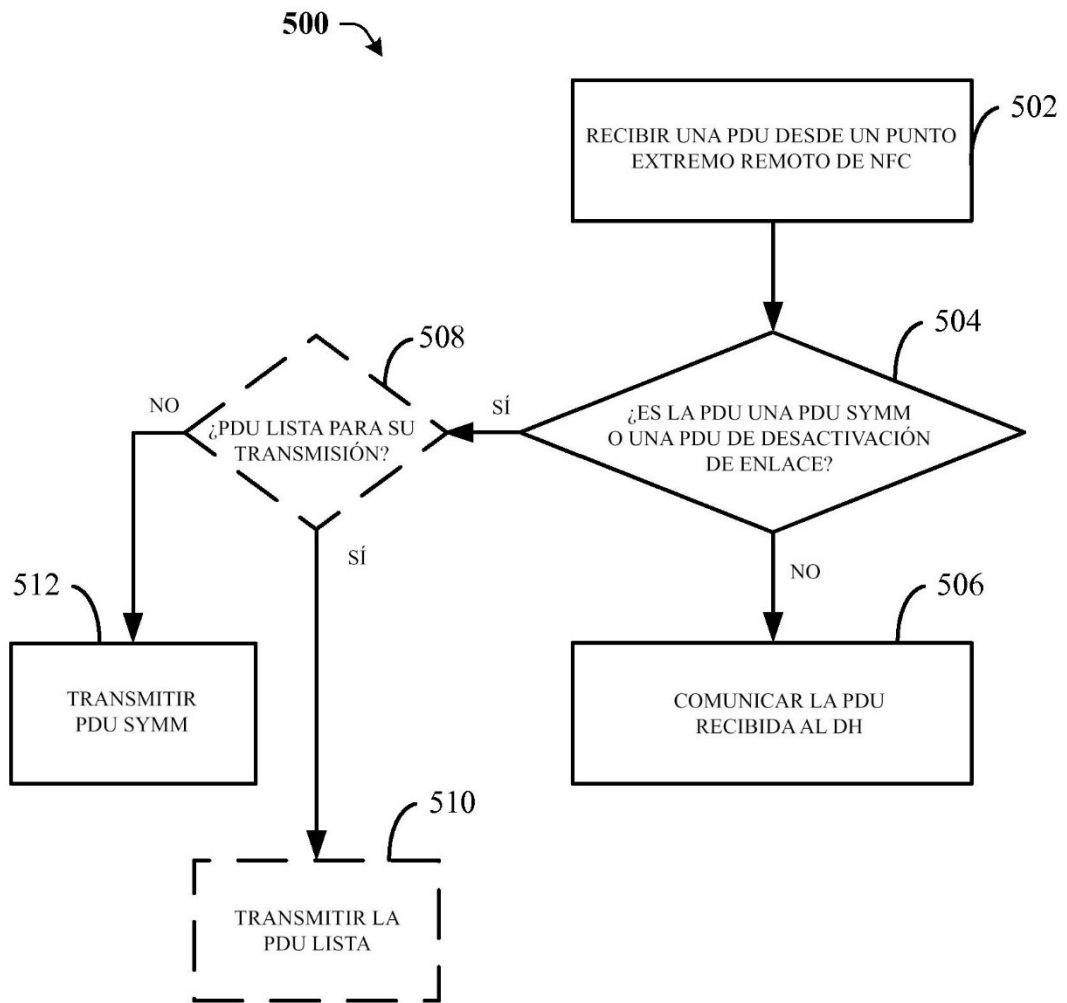 500
RECIBIR UNA PDU DESDE UN PUNTO
EXTREMO REMOTO DE NFC
502
¿ES LA PDU UNA PDU SYMM
O UNA PDU DE DESACTIVACIÓN
DE ENLACE?
504
SÍ
NO
¿PDU LISTA PARA SU
TRANSMISIÓN?
508
NO
SÍ
COMUNICAR LA PDU
RECIBIDA AL DH
506
TRANSMITIR
PDU SYMM
512
TRANSMITIR LA
PDU LISTA
510